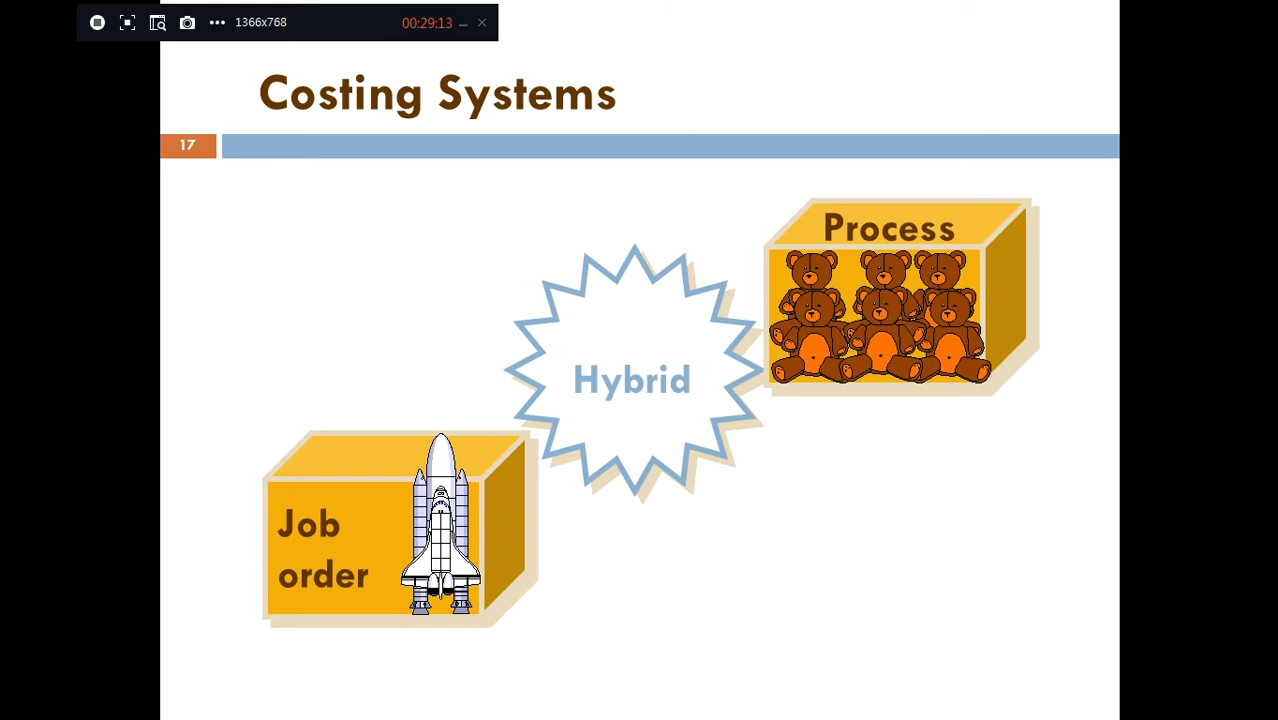 1366x768
00:29:13
Costing Systems
17
Process
Hybrid
Job
order